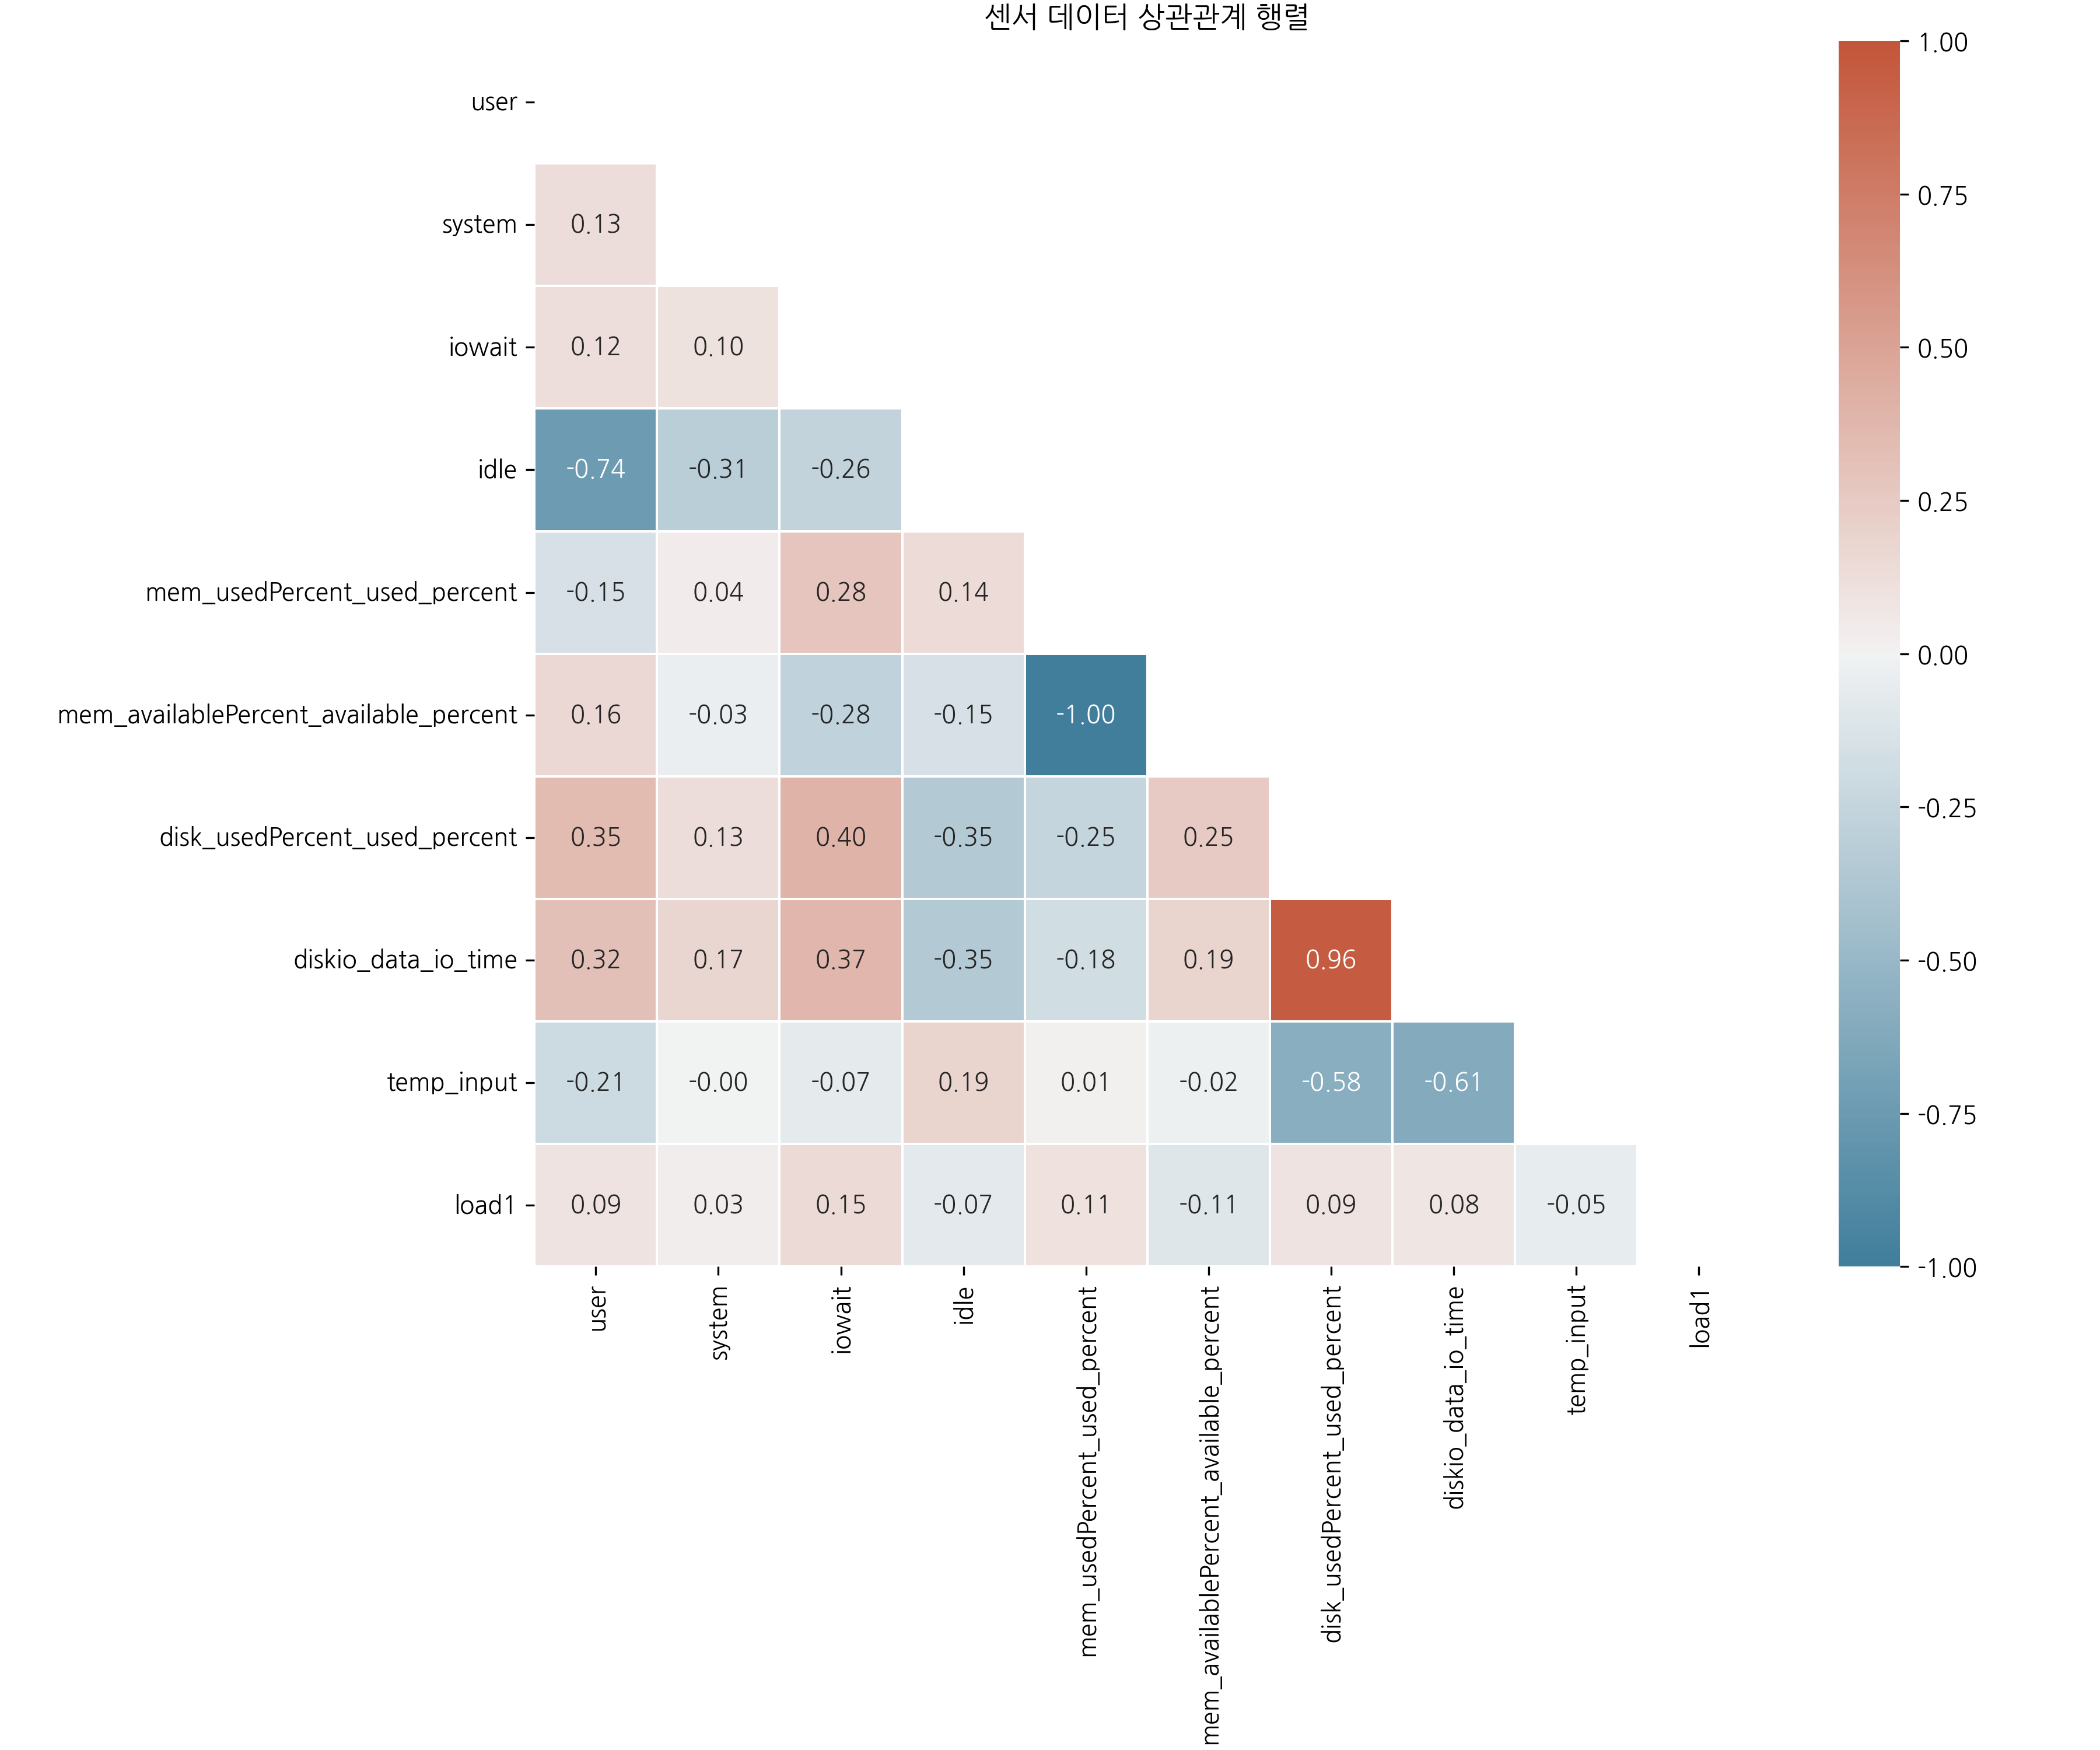 센서 데이터 상관관계 행렬
user
system 0.13
iowait 0.12 0.10
idle -0.74 -0.31 -0.26
mem_usedPercent_used_percent -0.15 0.04 0.28 0.14
mem_availablePercent_available_percent 0.16 -0.03 -0.28 -0.15 -1.00
disk_usedPercent_used_percent 0.35 0.13 0.40 -0.35 -0.25 0.25
diskio_data_io_time 0.32 0.17 0.37 -0.35 -0.18 0.19 0.96
temp_input -0.21 -0.00 -0.07 0.19 0.01 -0.02 -0.58 -0.61
load1 0.09 0.03 0.15 -0.07 0.11 -0.11 0.09 0.08 -0.05
user
system
iowait
idle
mem_usedPercent_used_percent
mem_availablePercent_available_percent
disk_usedPercent_used_percent
diskio_data_io_time
temp_input
load1
1.00
0.75
0.50
0.25
0.00
-0.25
-0.50
-0.75
-1.00